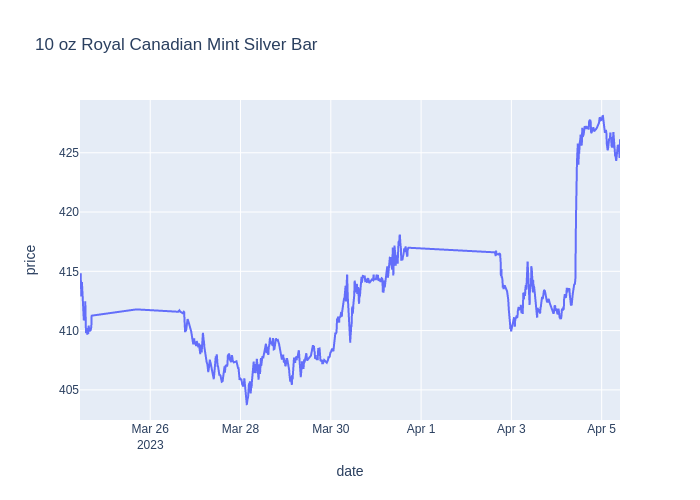 10 oz Royal Canadian Mint Silver Bar
425
420
415
410
405
price
Mar 26
2023
Mar 28
Mar 30
Apr 1
Apr 3
Apr 5
date